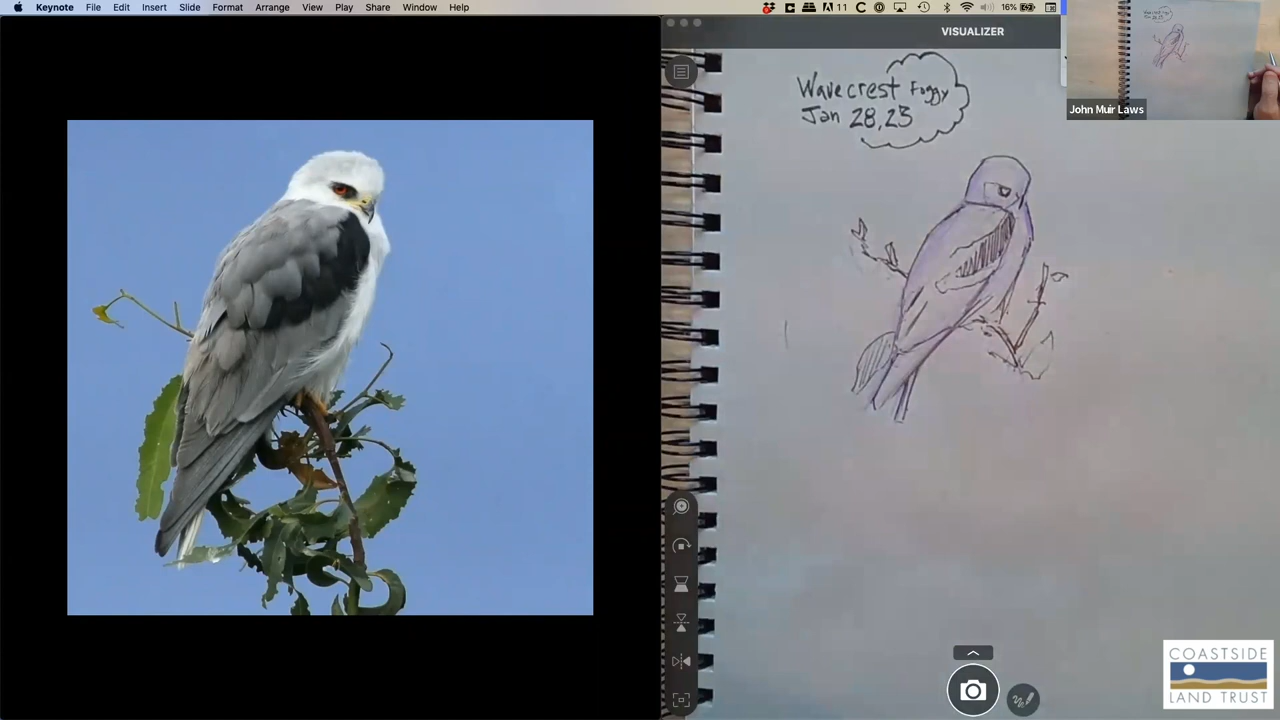 Keynote File Edit Insert Slide Format Arrange View Play Share Window Help 11 16%
VISUALIZER
Wavecrest Foggy
Jan 28, 23
John Muir Laws
COASTSIDE
LAND TRUST